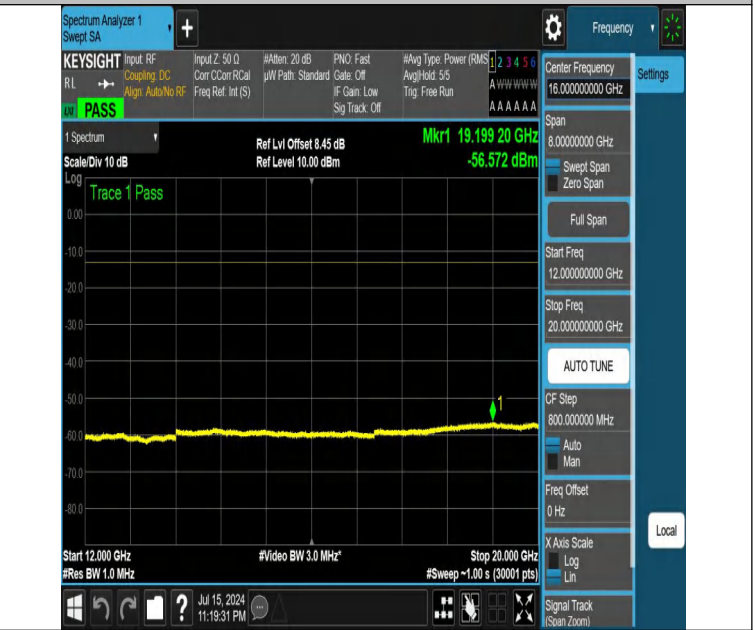 Spectrum Analyzer 1
Swept SA
+
Frequency
KEYSIGHT
RL
PASS
Input: RF
Coupling: DC
Align: Auto/No RF
Input Z: 50 Ω
Corr CCorr RCal
Freq Ref: Int (S)
#Atten: 20 dB
µW Path: Standard
PNO: Fast
Gate: Off
IF Gain: Low
Sig Track: Off
#Avg Type: Power (RMS
Avg|Hold: 5/5
Trig: Free Run
1 2 3 4 5 6
A W W W W W
A A A A A A
1 Spectrum
Scale/Div 10 dB
Log
Ref Lvl Offset 8.45 dB
Ref Level 10.00 dBm
Mkr1 19.199 20 GHz
-56.572 dBm
Trace 1 Pass
0.00
-10.0
-20.0
-30.0
-40.0
-50.0
-60.0
-70.0
-80.0
1
Start 12.000 GHz
#Res BW 1.0 MHz
#Video BW 3.0 MHz*
Stop 20.000 GHz
#Sweep ~1.00 s (30001 pts)
Center Frequency
16.000000000 GHz
Span
8.00000000 GHz
Swept Span
Zero Span
Full Span
Start Freq
12.000000000 GHz
Stop Freq
20.000000000 GHz
AUTO TUNE
CF Step
800.000000 MHz
Auto
Man
Freq Offset
0 Hz
X Axis Scale
Log
Lin
Signal Track
(Span Zoom)
Settings
Local
?
Jul 15, 2024
11:19:31 PM